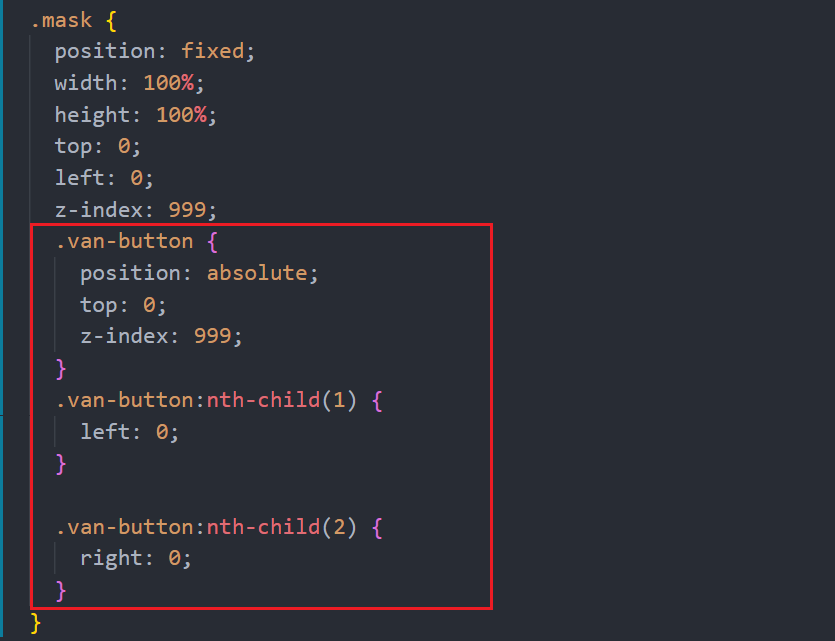 .mask {
position: fixed;
width: 100%;
height: 100%;
top: 0;
left: 0;
z-index: 999;
.van-button {
position: absolute;
top: 0;
z-index: 999;
}
.van-button:nth-child(1) {
left: 0;
}
.van-button:nth-child(2) {
right: 0;
}
}